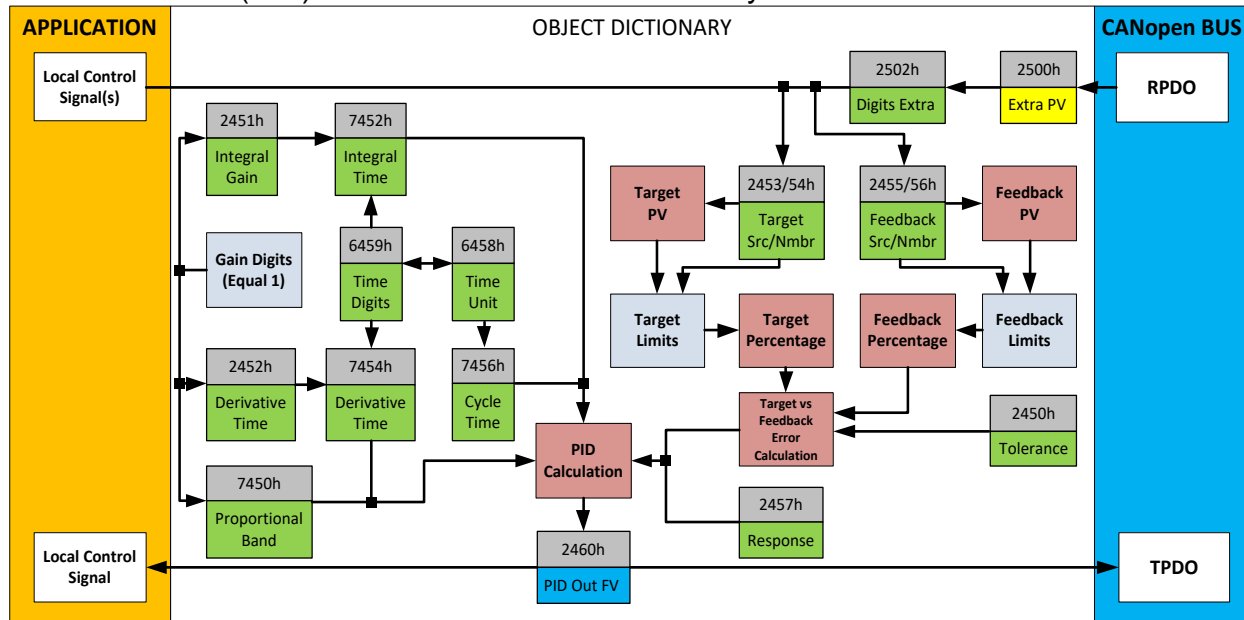 APPLICATION
OBJECT DICTIONARY
CANopen BUS
Local Control
Signal(s)
2502h
Digits Extra
2500h
Extra PV
RPDO
2451h
Integral
Gain
7452h
Integral
Time
Target
PV
2453/54h
Target
Src/Nmbr
2455/56h
Feedback
Src/Nmbr
Feedback
PV
Gain Digits
(Equal 1)
6459h
Time
Digits
6458h
Time
Unit
Target
Limits
Target
Percentage
Feedback
Percentage
Feedback
Limits
2452h
Derivative
Time
7454h
Derivative
Time
7456h
Cycle
Time
PID
Calculation
Target vs
Feedback
Error
Calculation
2450h
Tolerance
7450h
Proportional
Band
2457h
Response
Local Control
Signal
2460h
PID Out FV
TPDO